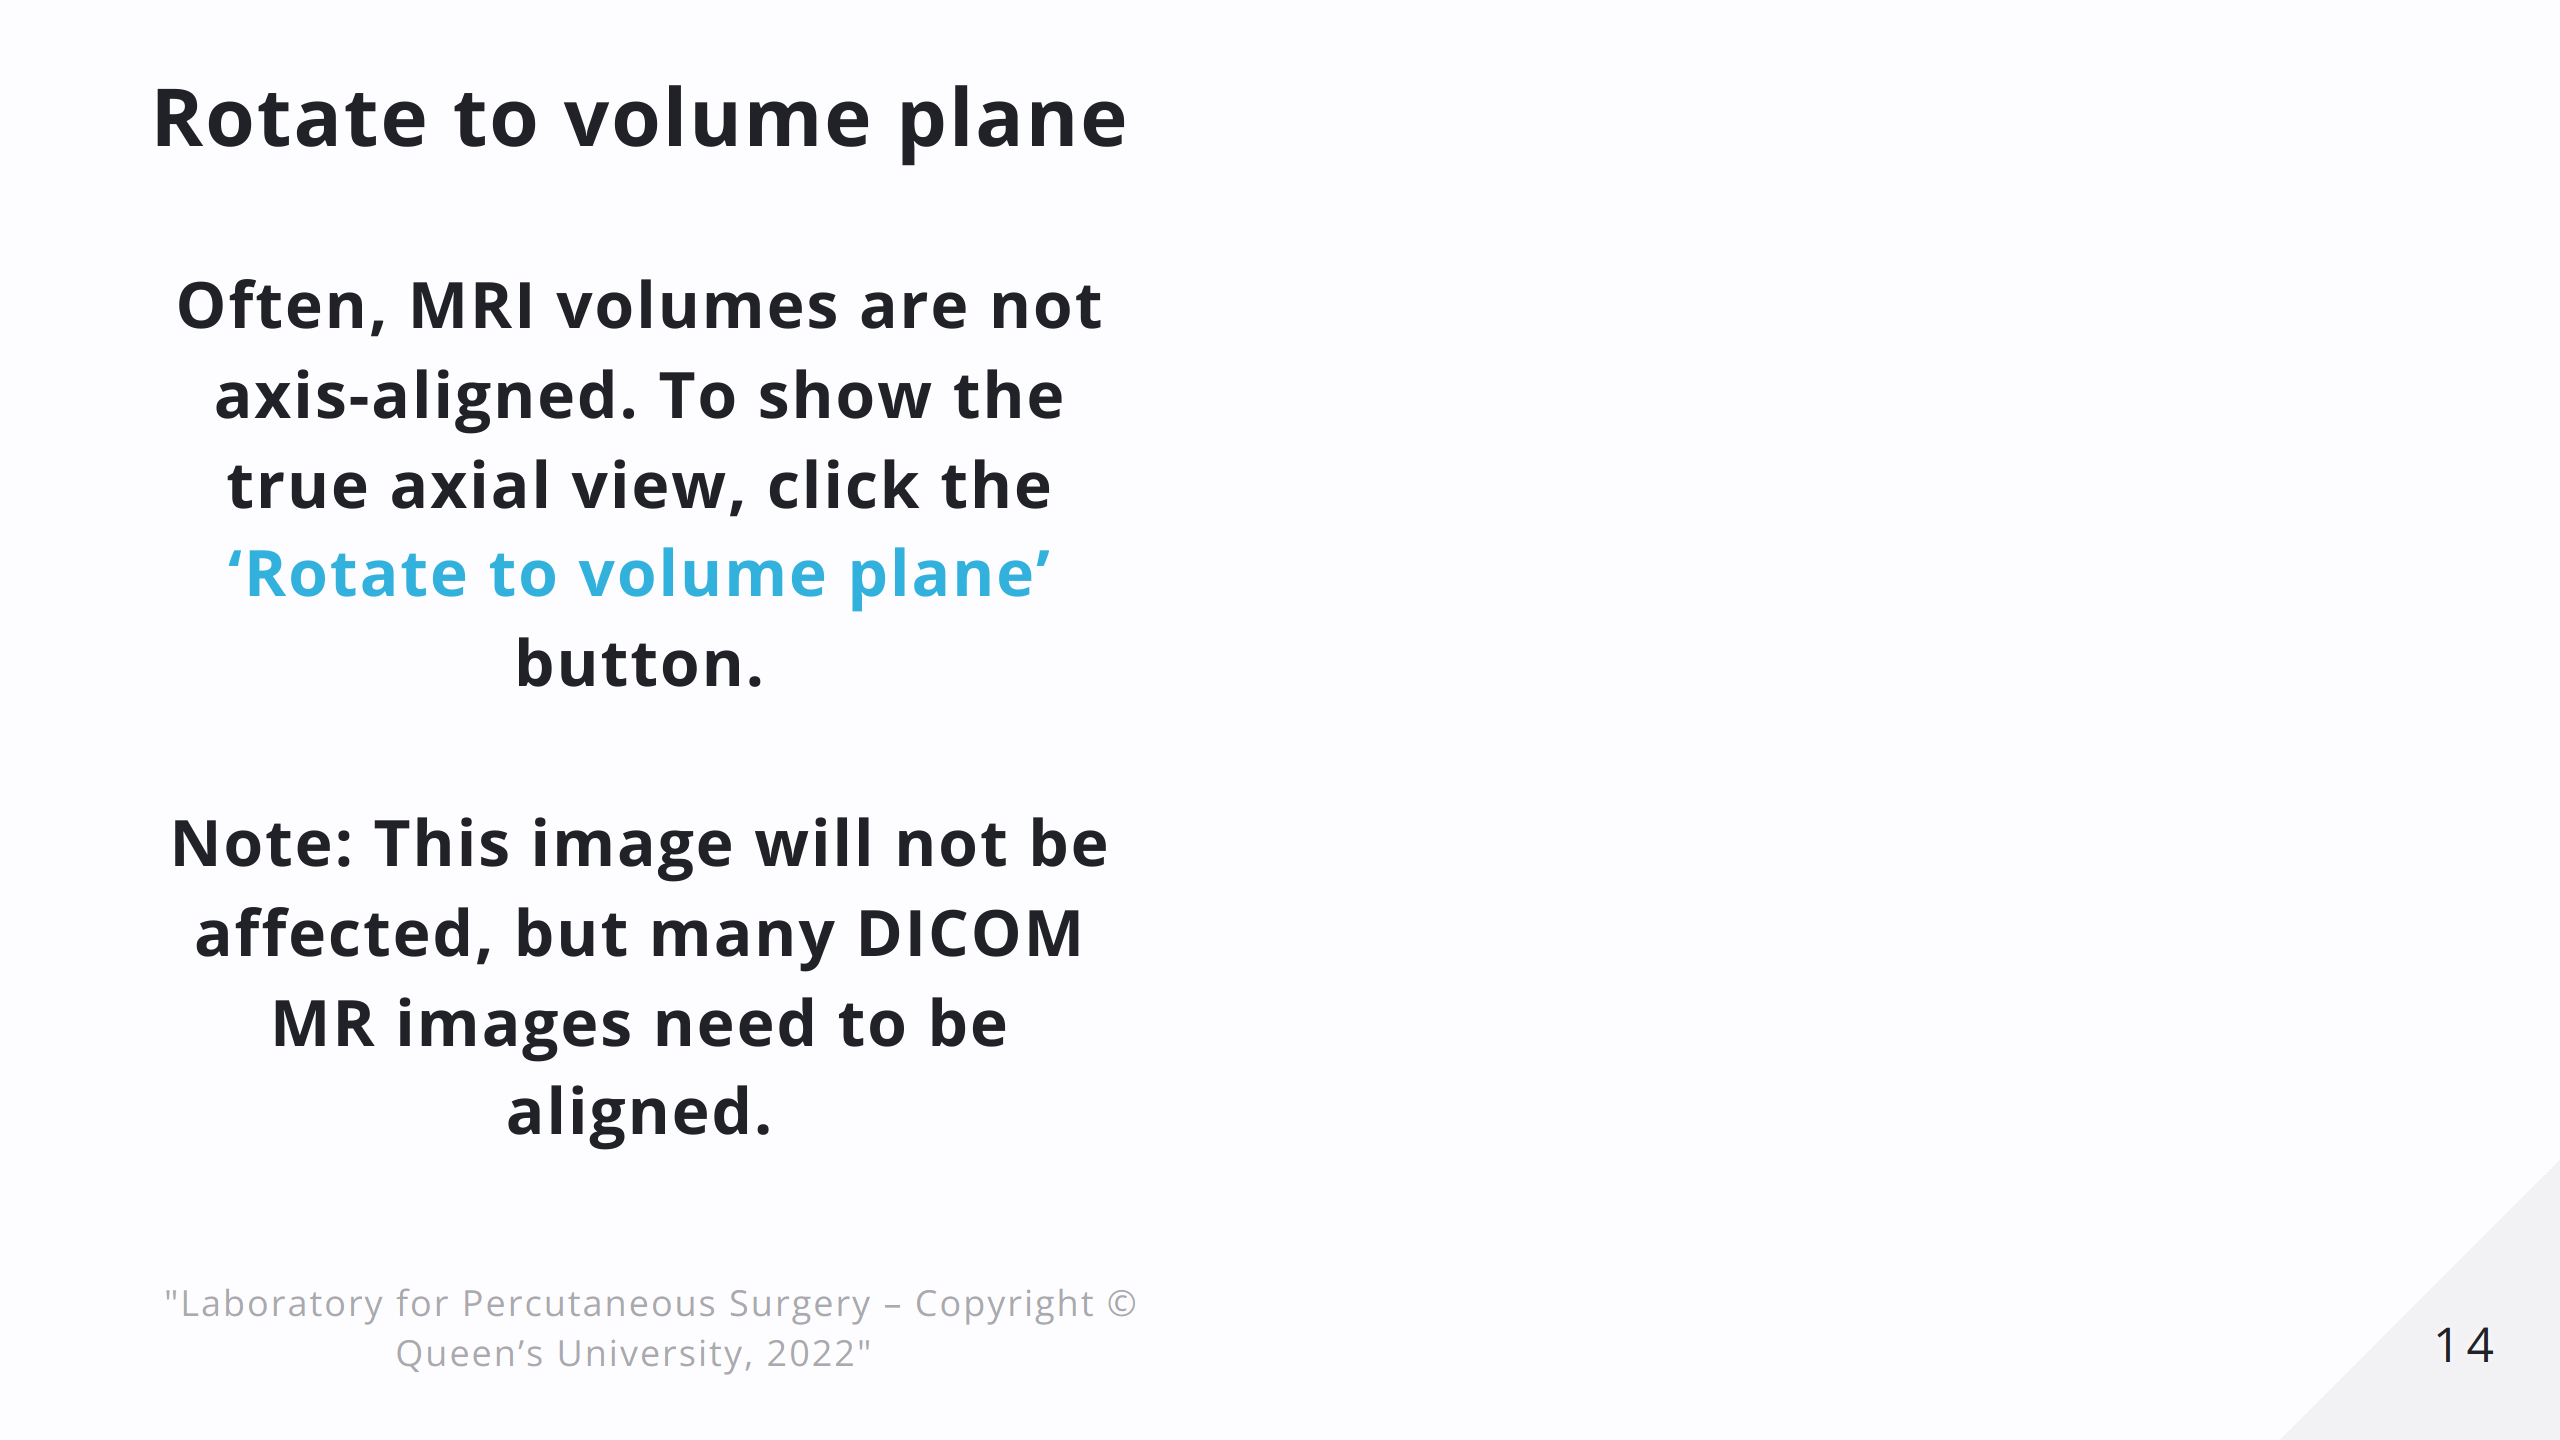 Rotate to volume plane
Often, MRI volumes are not
axis-aligned. To show the
true axial view, click the
‘Rotate to volume plane’
button.
Note: This image will not be
affected, but many DICOM
MR images need to be
aligned.
"Laboratory for Percutaneous Surgery – Copyright ©
Queen’s University, 2022"
14